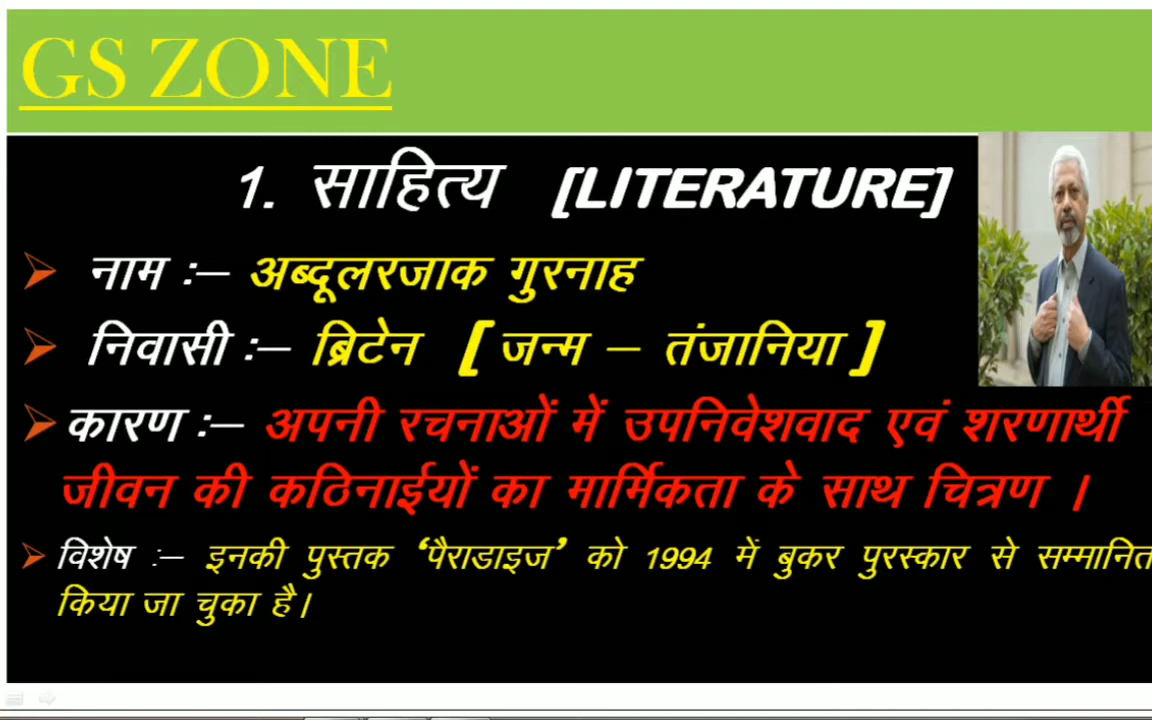 GS ZONE
1. साहित्य [LITERATURE]
नाम :– अब्दूलरजाक गुरनाह
निवासी :– ब्रिटेन [ जन्म – तंजानिया ]
कारण :– अपनी रचनाओं में उपनिवेशवाद एवं शरणार्थी
जीवन की कठिनाईयों का मार्मिकता के साथ चित्रण ।
विशेष :– इनकी पुस्तक ‘पैराडाइज’ को 1994 में बुकर पुरस्कार से सम्मानित
किया जा चुका है।